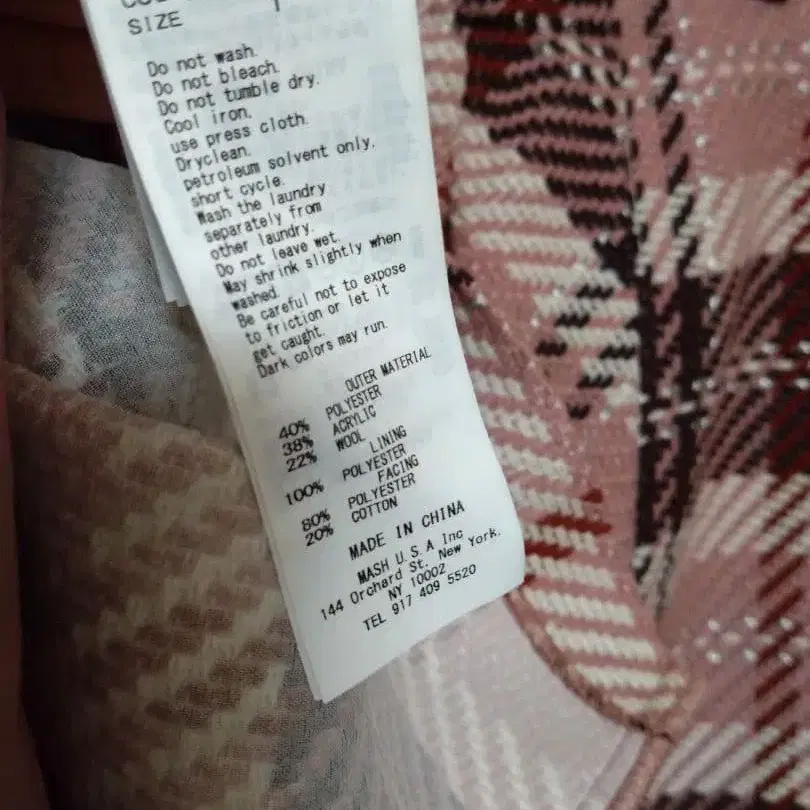 SIZE 1
Do not wash.
Do not bleach.
Do not tumble dry.
Cool iron.
use press cloth.
Dryclean.
petroleum solvent only,
short cycle.
Wash the laundry
separately from
other laundry.
Do not leave wet.
May shrink slightly when
washed.
Be careful not to expose
to friction or let it
get caught.
Dark colors may run.
OUTER MATERIAL
40% POLYESTER
38% ACRYLIC
22% WOOL
LINING
100% POLYESTER
FACING
80% POLYESTER
20% COTTON
MADE IN CHINA
MASH U.S.A Inc
144 Orchard St. New York.
NY 10002
TEL 917 409 5520